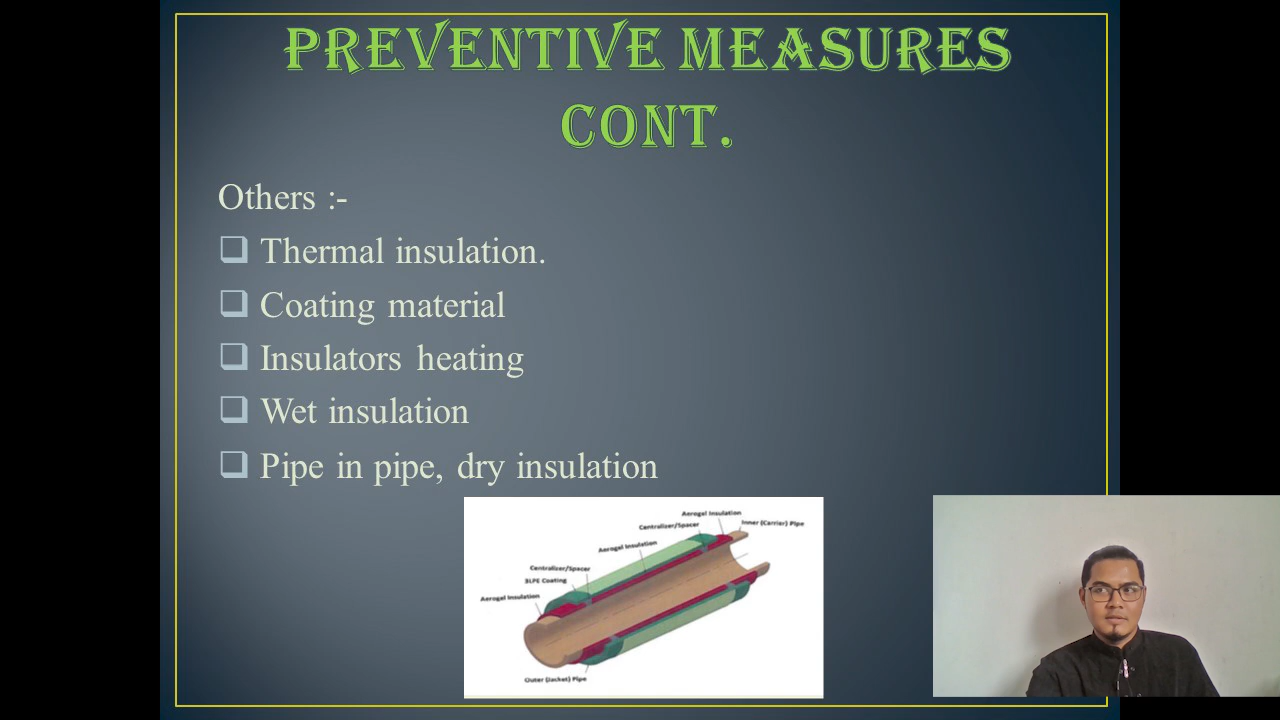 PREVENTIVE MEASURES
CONT.
Others :-
Thermal insulation.
Coating material
Insulators heating
Wet insulation
Pipe in pipe, dry insulation
Aerogel Insulation
Centralizer/Spacer
Inner (Carrier) Pipe
Aerogel Insulation
Centralizer/Spacer
3LPE Coating
Aerogel Insulation
Outer (Jacket) Pipe